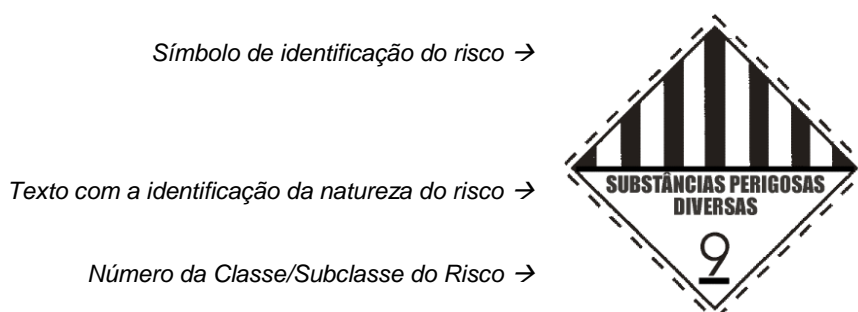 Símbolo de identificação do risco →
Texto com a identificação da natureza do risco →
SUBSTÂNCIAS PERIGOSAS
DIVERSAS
Número da Classe/Subclasse do Risco →
9